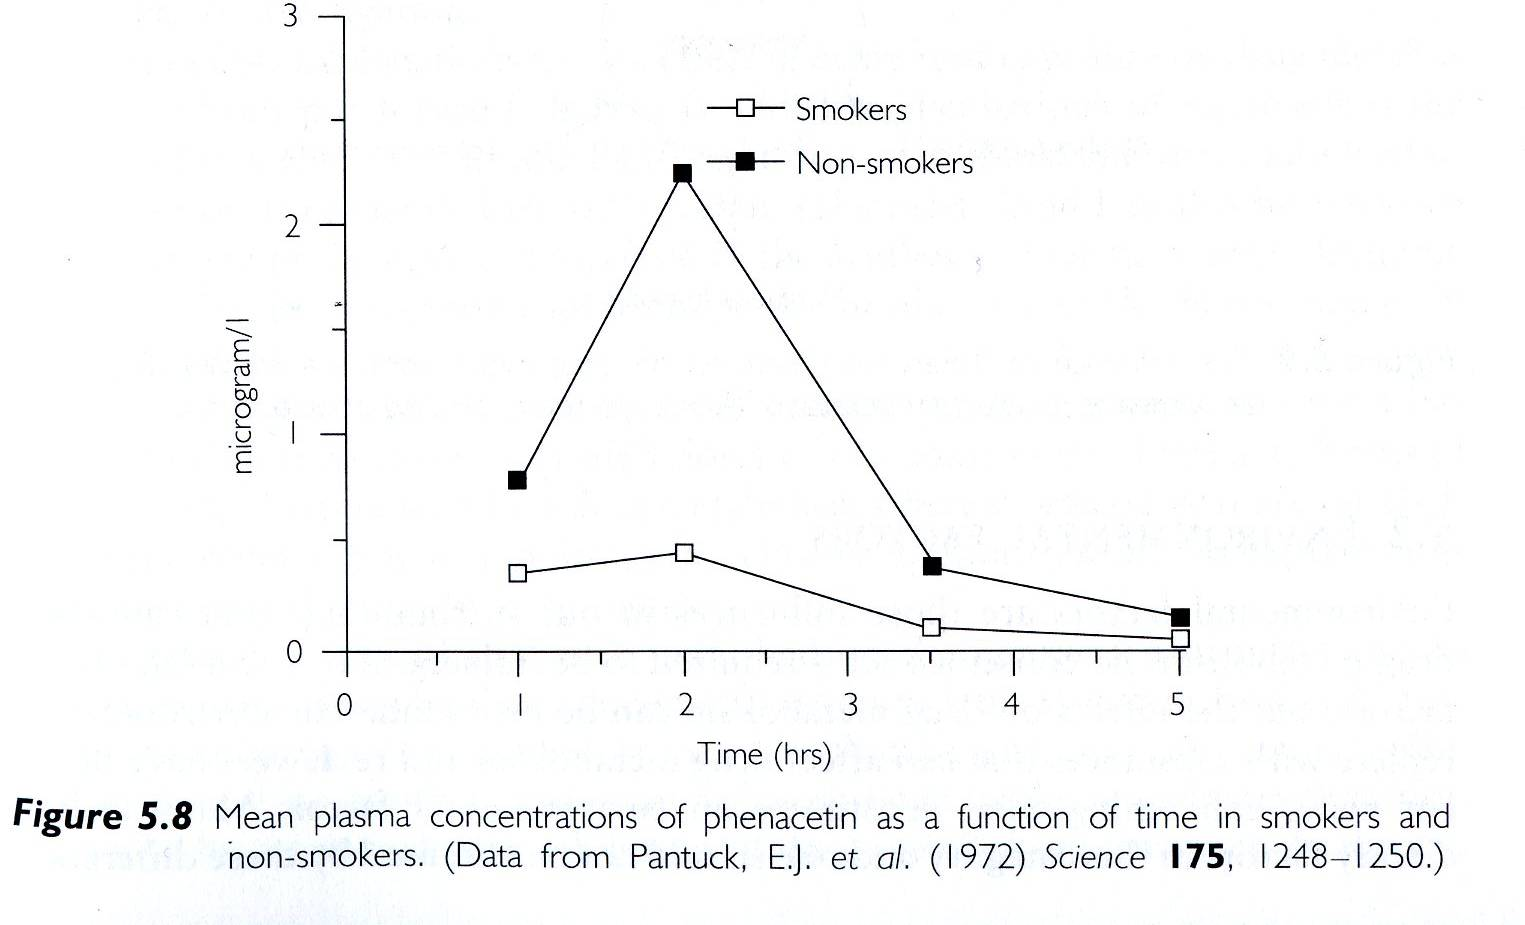 3
Smokers
Non-smokers
2
microgram/l
0
0 1 2 3 4 5
Time (hrs)
Figure 5.8 Mean plasma concentrations of phenacetin as a function of time in smokers and
non-smokers. (Data from Pantuck, E.J. et al. (1972) Science 175, 1248–1250.)